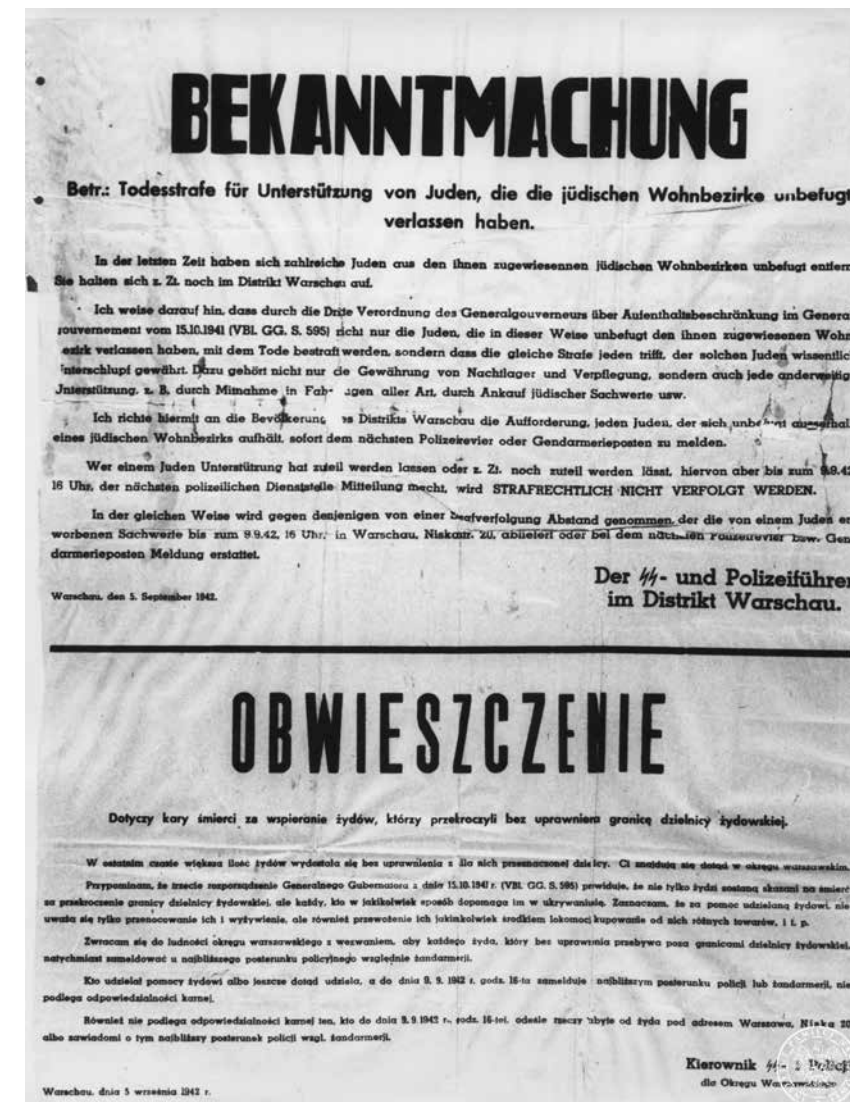 BEKANNTMACHUNG
Betr.: Todesstrafe für Unterstützung von Juden, die die jüdischen Wohnbezirke unbefugt
verlassen haben.
In der letzten Zeit haben sich zahlreiche Juden aus den ihnen zugewiesennen jüdischen Wohnbezirken unbefugt entfern
Sie halten sich z. Zt. noch im Distrikt Warschau auf.
Ich weise darauf hin, dass durch die Dritte Verordnung des Generalgouverneurs über Aufenthaltsbeschränkung im Genera
gouvernement vom 15.10.1941 (VBl. GG. S. 595) nicht nur die Juden, die in dieser Weise unbefugt den ihnen zugewiesenen Wohn
ezirk verlassen haben, mit dem Tode bestraft werden, sondern dass die gleiche Strafe jeden trifft, der solchen Juden wissentlic
Unterschlupf gewährt. Dazu gehört nicht nur die Gewährung von Nachtlager und Verpflegung, sondern auch jede anderweitig
Unterstützung, z. B. durch Mitnahme in aller Art, durch Ankauf jüdischer Sachwerte usw.
Ich richte hiermit an die Bevölkerung Distrikts Warschau die Aufforderung, jeden Juden, der sich
eines jüdischen Wohnbezirks aufhält, sofort dem nächsten Polizeirevier oder Gendarmerieposten zu melden.
Wer einem Juden Unterstützung hat zuteil werden lassen oder z. Zt. noch zuteil werden lässt, hiervon aber bis zum 9.9.42
16 Uhr, der nächsten polizeilichen Dienststelle Mitteilung macht, wird STRAFRECHTLICH NICHT VERFOLGT WERDEN.
In der gleichen Weise wird gegen denjenigen von einer Strafverfolgung Abstand genommen, der die von einem Juden er
worbenen Sachwerte bis zum 9.9.42, 16 Uhr, in Warschau, Niskastr. 20, abliefert oder bei dem nächsten Polizeirevier bzw. Gen
darmerieposten Meldung erstattet.
Der SS- und Polizeiführer
im Distrikt Warschau.
Warschau, den 5. September 1942.
OBWIESZCZENIE
Dotyczy kary śmierci za wspieranie żydów, którzy przekroczyli bez uprawnienia granicę dzielnicy żydowskiej.
W ostatnim czasie większa ilość żydów wydostała się bez uprawnienia z dla nich przeznaczonej dzielnicy. Ci znajdują się dotąd w okręgu warszawskim.
Przypominam, że trzecie rozporządzenie Generalnego Gubernatora z dnia 15.10.1941 r. (VBl. GG. S. 595) przewiduje, że nie tylko żydzi zostaną skazani na śmierć
za przekroczenie granicy dzielnicy żydowskiej, ale każdy, kto w jakikolwiek sposób dopomaga im w ukrywaniu się. Zaznaczam, że za pomoc udzielaną żydowi, nie
uważa się tylko przenocowanie ich i wyżywienie, ale również przewożenie ich jakimkolwiek środkiem kupowanie od nich różnych towarów, i t. p.
Zwracam się do ludności okręgu warszawskiego z wezwaniem, aby każdego żyda, który bez uprawnienia przebywa poza granicami dzielnicy żydowskiej,
natychmiast zameldować u najbliższego posterunku policyjnego względnie żandarmerji.
Kto udzielał pomocy żydowi albo jeszcze dotąd udziela, a do dnia 9. 9. 1942 r. godz. 16-ta zamelduje najbliższym posterunku policji lub żandarmerji, nie
podlega odpowiedzialności karnej.
Również nie podlega odpowiedzialności karnej ten, kto do dnia 9.9.1942 r., godz. 16-tej, odeśle rzeczy nabyte od żyda pod adresem Warszawa, Niska 20
albo zawiadomi o tym najbliższy posterunek policji wzgl. żandarmerji.
Kierownik SS- i Policji
dla Okręgu Warszawskiego
Warschau, dnia 5 września 1942 r.